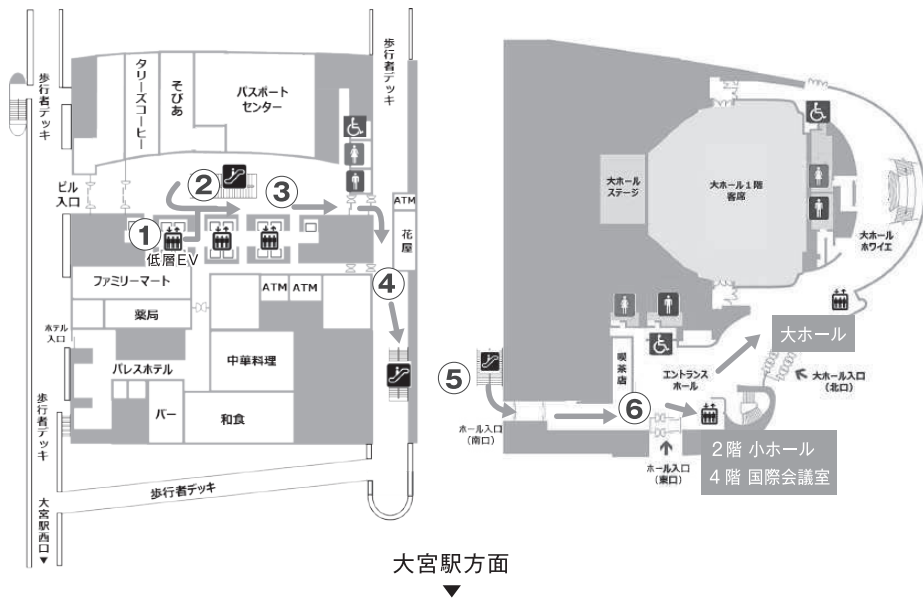 歩行者デッキ
歩行者デッキ
タリーズコーヒー
そぴあ
パスポート
センター
ビル
入口
②
③
①
低層EV
ATM
花屋
④
ファミリーマート
ATM
ATM
薬局
ホテル
入口
パレスホテル
中華料理
バー
和食
歩行者デッキ
歩行者デッキ
大宮駅西口▼
大ホール
ステージ
大ホール1階
客席
大ホール
ホワイエ
大ホール
喫茶店
エントランス
ホール
大ホール入口
(北口)
⑤
⑥
ホール入口
(南口)
ホール入口
(東口)
2階 小ホール
4階 国際会議室
大宮駅方面
▼